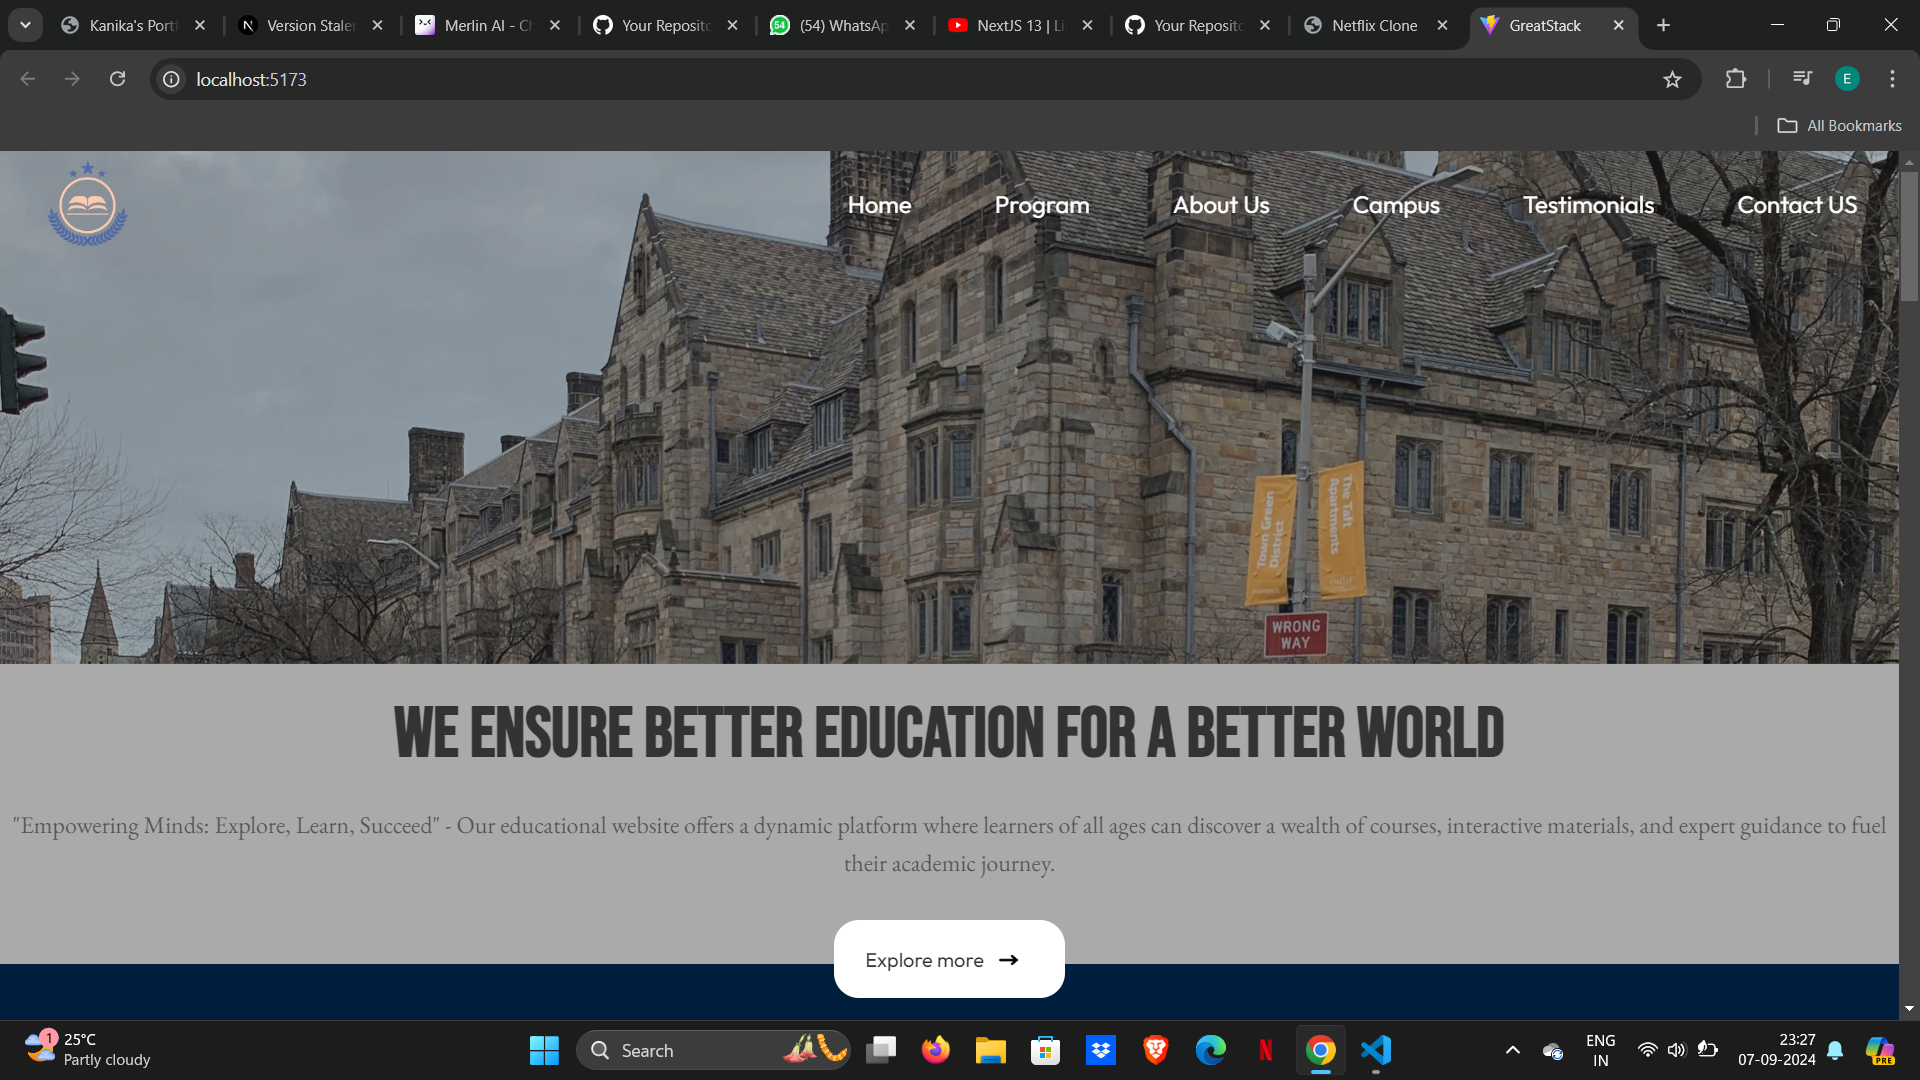 Kanika's Portf
Version Staler
Merlin AI - Ch
Your Reposito
(54) WhatsAp
NextJS 13 | Li
Your Reposito
Netflix Clone
GreatStack
localhost:5173
E
All Bookmarks
Home
Program
About Us
Campus
Testimonials
Contact US
Town Green
District
The Taft
Apartments
WRONG
WAY
WE ENSURE BETTER EDUCATION FOR A BETTER WORLD
"Empowering Minds: Explore, Learn, Succeed" - Our educational website offers a dynamic platform where learners of all ages can discover a wealth of courses, interactive materials, and expert guidance to fuel
their academic journey.
Explore more
1
25°C
Partly cloudy
Search
ENG
IN
23:27
07-09-2024
PRE